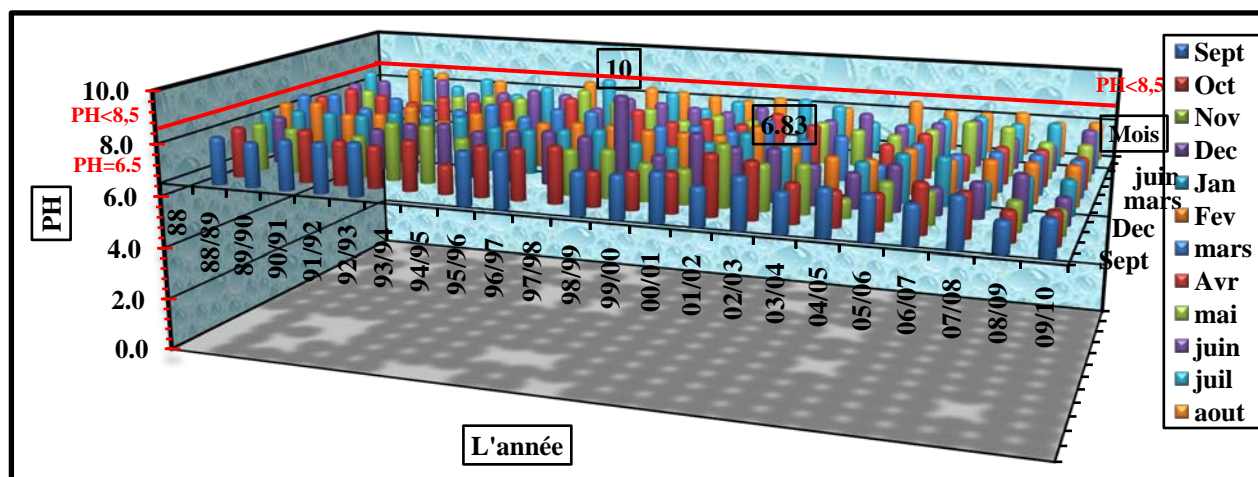 10.0
8.0
6.0
4.0
2.0
0.0
PH<8,5
PH=6.5
PH
10
6.83
PH<8,5
Mois
juin
mars
Dec
Sept
88
88/89
89/90
90/91
91/92
92/93
93/94
94/95
95/96
96/97
97/98
98/99
99/00
00/01
01/02
02/03
03/04
04/05
05/06
06/07
07/08
08/09
09/10
L'année
Sept
Oct
Nov
Dec
Jan
Fev
mars
Avr
mai
juin
juil
aout